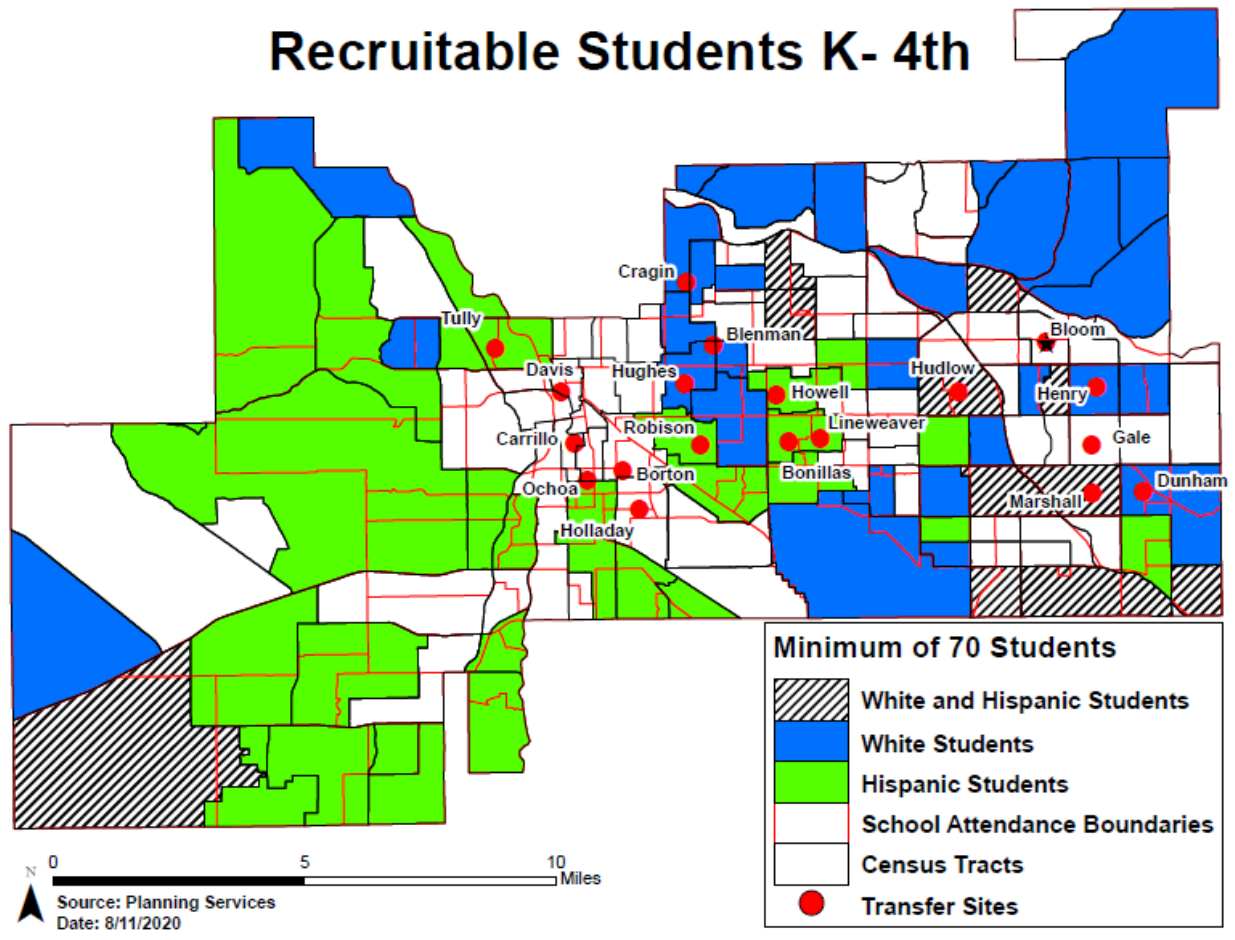 Recruitable Students K- 4th
Cragin
Tully
Blenman
Bloom
Davis
Hughes
Hudlow
Henry
Howell
Robison
Lineweaver
Carrillo
Gale
Borton
Bonillas
Ochoa
Dunham
Marshall
Holladay
Minimum of 70 Students
White and Hispanic Students
White Students
Hispanic Students
School Attendance Boundaries
Census Tracts
Transfer Sites
N
0 5 10
Miles
Source: Planning Services
Date: 8/11/2020